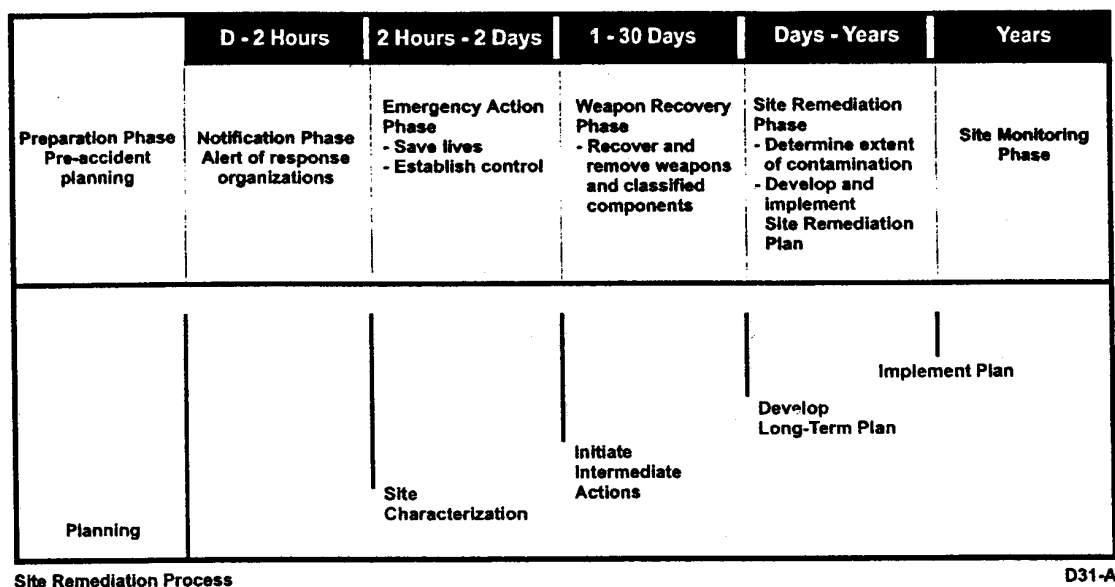 D - 2 Hours
2 Hours - 2 Days
1 - 30 Days
Days - Years
Years
Preparation Phase
Pre-accident
planning
Notification Phase
Alert of response
organizations
Emergency Action
Phase
- Save lives
- Establish control
Weapon Recovery
Phase
- Recover and
remove weapons
and classified
components
Site Remediation
Phase
- Determine extent
of contamination
- Develop and
implement
Site Remediation
Plan
Site Monitoring
Phase
Implement Plan
Develop
Long-Term Plan
Initiate
Intermediate
Actions
Site
Characterization
Planning
Site Remediation Process
D31-A